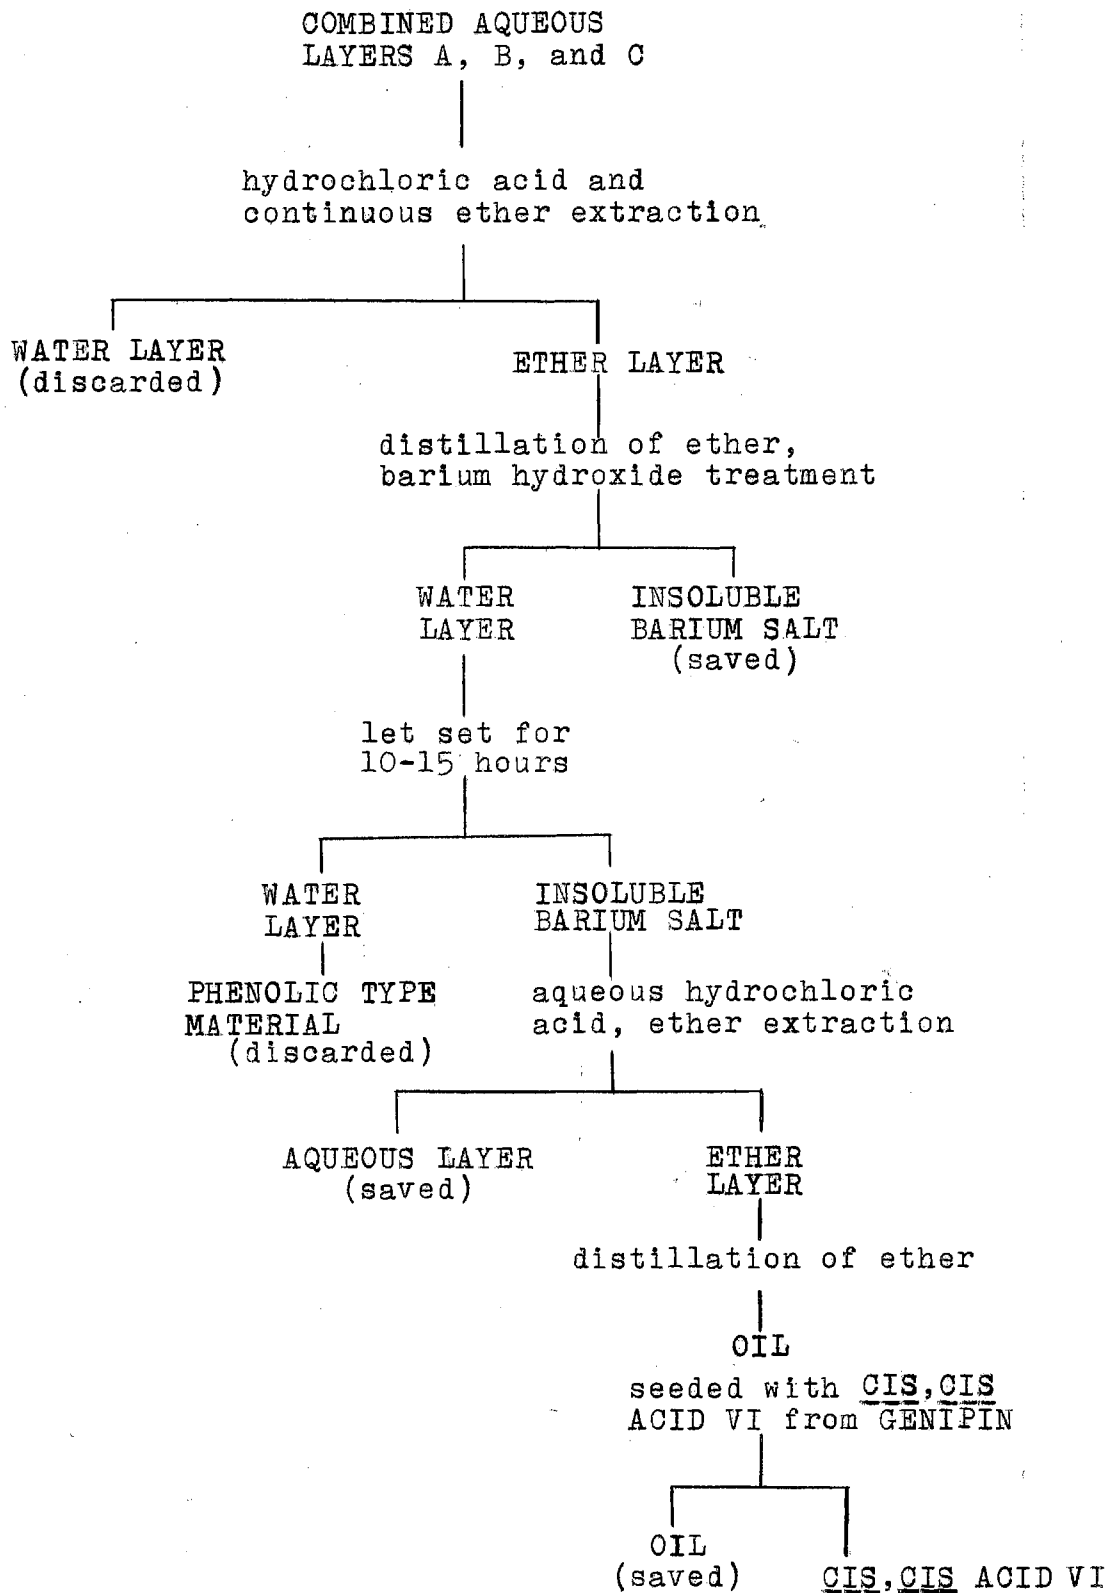 COMBINED AQUEOUS
LAYERS A, B, and C
hydrochloric acid and
continuous ether extraction
WATER LAYER
(discarded)
ETHER LAYER
distillation of ether,
barium hydroxide treatment
WATER
LAYER
INSOLUBLE
BARIUM SALT
(saved)
let set for
10-15 hours
WATER
LAYER
INSOLUBLE
BARIUM SALT
PHENOLIC TYPE
MATERIAL
(discarded)
aqueous hydrochloric
acid, ether extraction
AQUEOUS LAYER
(saved)
ETHER
LAYER
distillation of ether
OIL
seeded with CIS,CIS
ACID VI from GENIPIN
OIL
(saved)
CIS,CIS ACID VI